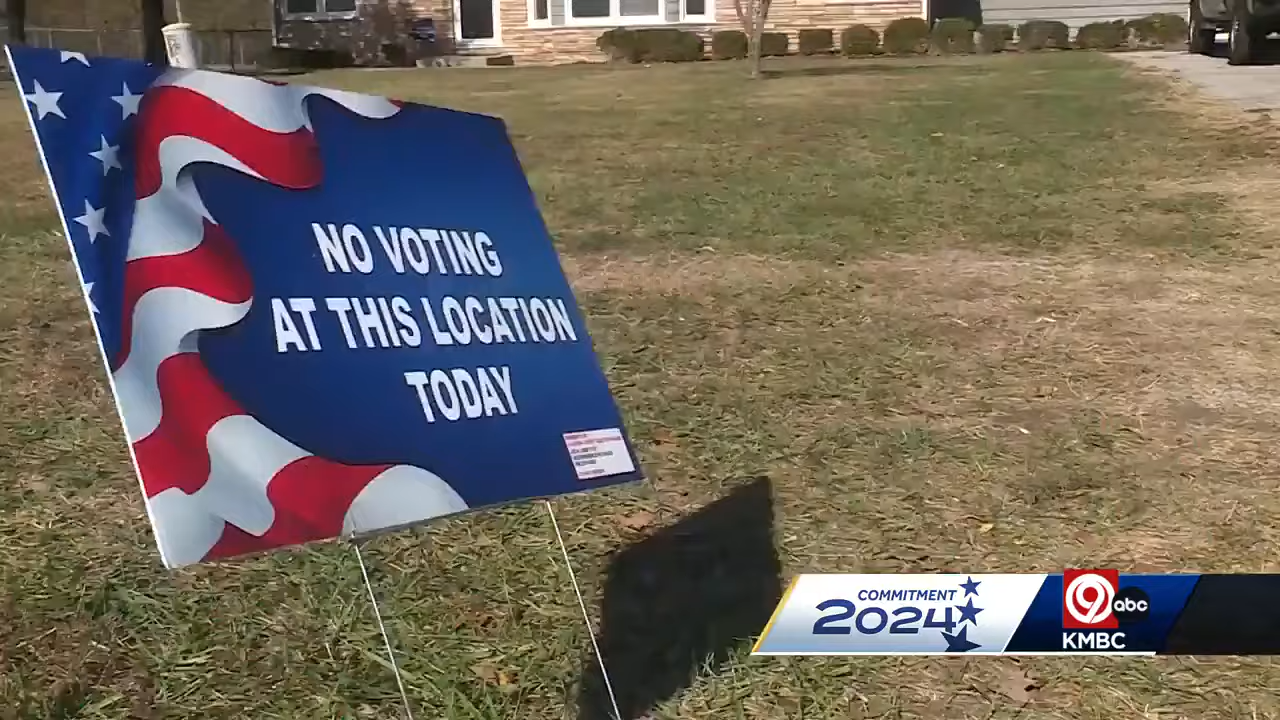 NO VOTING
AT THIS LOCATION
TODAY
COMMITMENT
2024
9
abc
KMBC